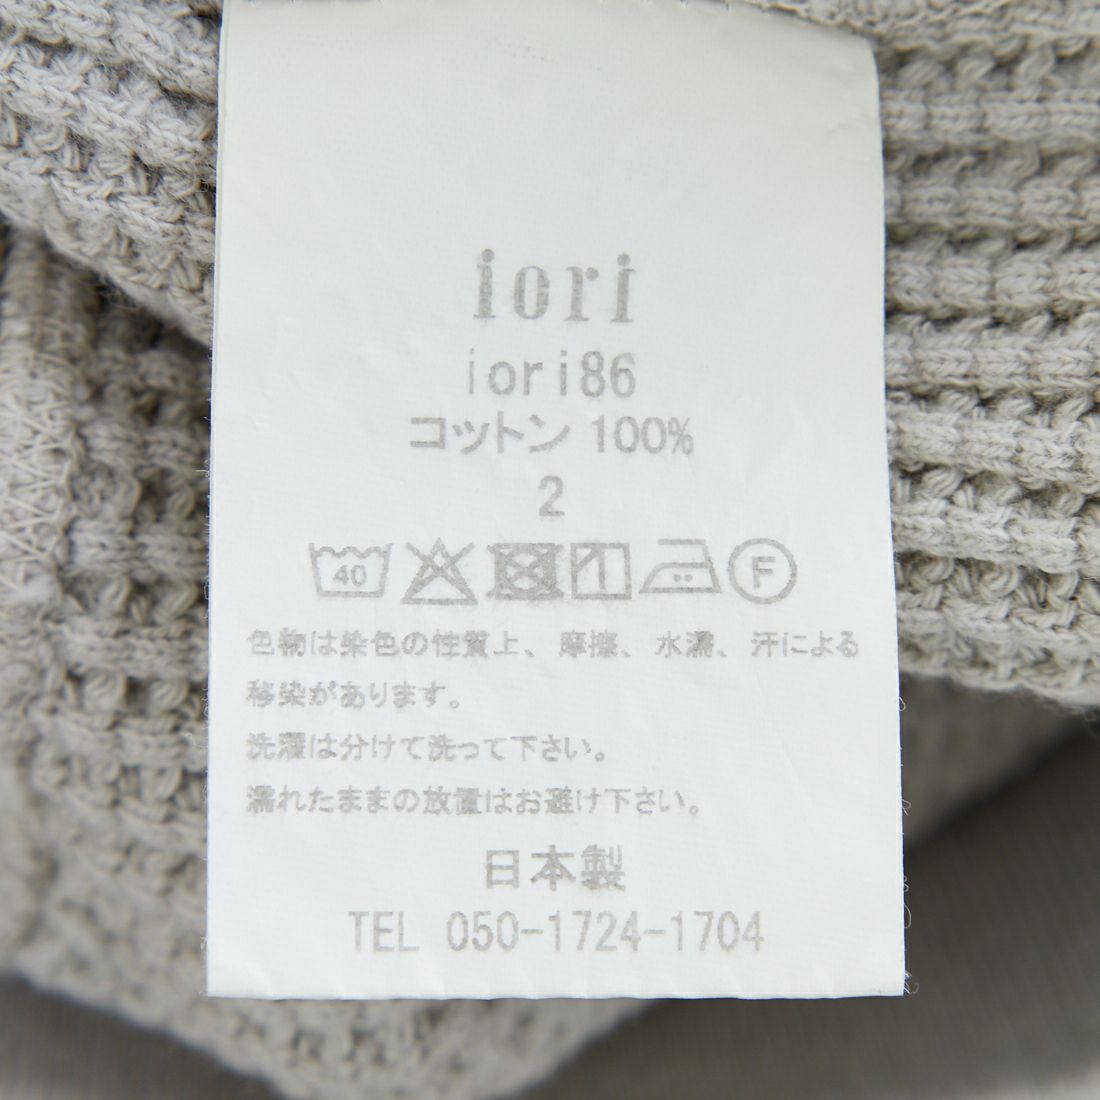 iori
iori86
コットン 100%
2
40
F
色物は染色の性質上、摩擦、水濡、汗による
移染があります。
洗濯は分けて洗って下さい。
濡れたままの放置はお避け下さい。
日本製
TEL 050-1724-1704